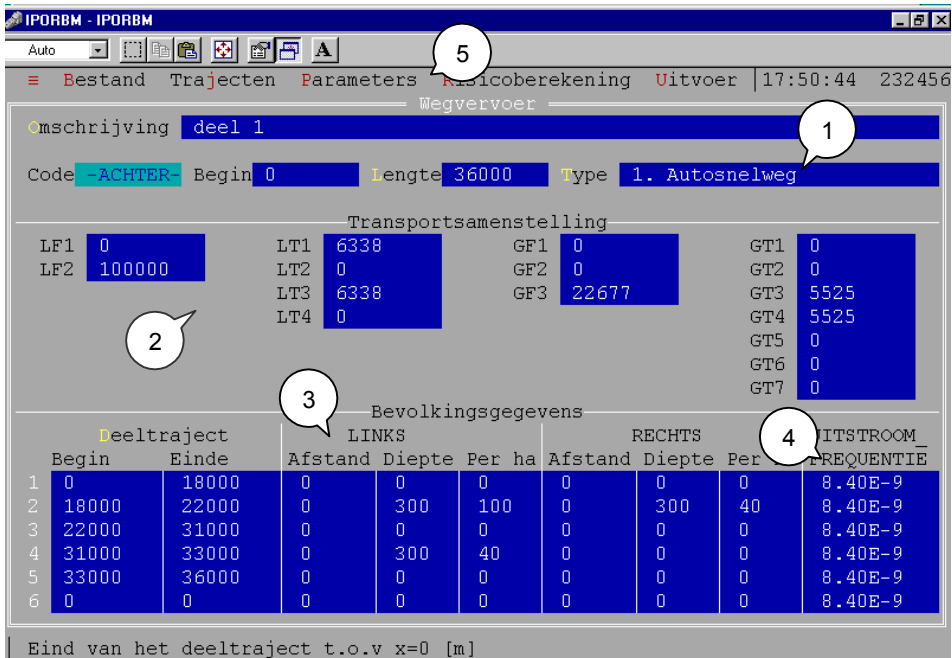 IPORBM - IPORBM
Auto A 5
≡ Bestand Trajecten Parameters Risicoberekening Uitvoer 17:50:44 232456
Wegvervoer
Omschrijving deel 1
1
Code -ACHTER- Begin 0 Lengte 36000 Type 1. Autosnelweg
Transportsamenstelling
LF1 0 LT1 6338 GF1 0 GT1 0
LF2 100000 LT2 0 GF2 0 GT2 0
LT3 6338 GF3 22677 GT3 5525
LT4 0 GT4 5525
2
GT5 0
GT6 0
GT7 0
3
Bevolkingsgegevens
Deeltraject LINKS RECHTS 4 UITSTROOM_
Begin Einde Afstand Diepte Per ha Afstand Diepte Per FREQUENTIE
1 0 18000 0 0 0 0 0 0 8.40E-9
2 18000 22000 0 300 100 0 300 40 8.40E-9
3 22000 31000 0 0 0 0 0 0 8.40E-9
4 31000 33000 0 300 40 0 0 0 8.40E-9
5 33000 36000 0 0 0 0 0 0 8.40E-9
6 0 0 0 0 0 0 0 0 8.40E-9
Eind van het deeltraject t.o.v x=0 [m]